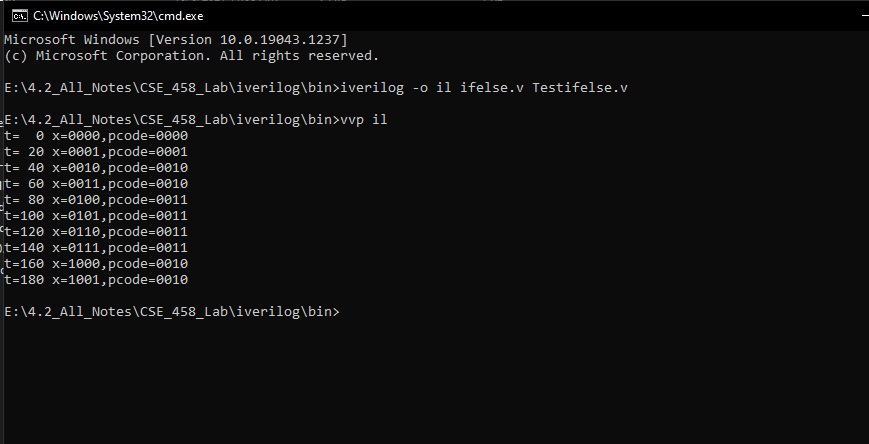 C:\Windows\System32\cmd.exe
Microsoft Windows [Version 10.0.19043.1237]
(c) Microsoft Corporation. All rights reserved.
E:\4.2_All_Notes\CSE_458_Lab\iverilog\bin>iverilog -o il ifelse.v Testifelse.v
E:\4.2_All_Notes\CSE_458_Lab\iverilog\bin>vvp il
t=  0 x=0000,pcode=0000
t= 20 x=0001,pcode=0001
t= 40 x=0010,pcode=0010
t= 60 x=0011,pcode=0010
t= 80 x=0100,pcode=0011
t=100 x=0101,pcode=0011
t=120 x=0110,pcode=0011
t=140 x=0111,pcode=0011
t=160 x=1000,pcode=0010
t=180 x=1001,pcode=0010
E:\4.2_All_Notes\CSE_458_Lab\iverilog\bin>